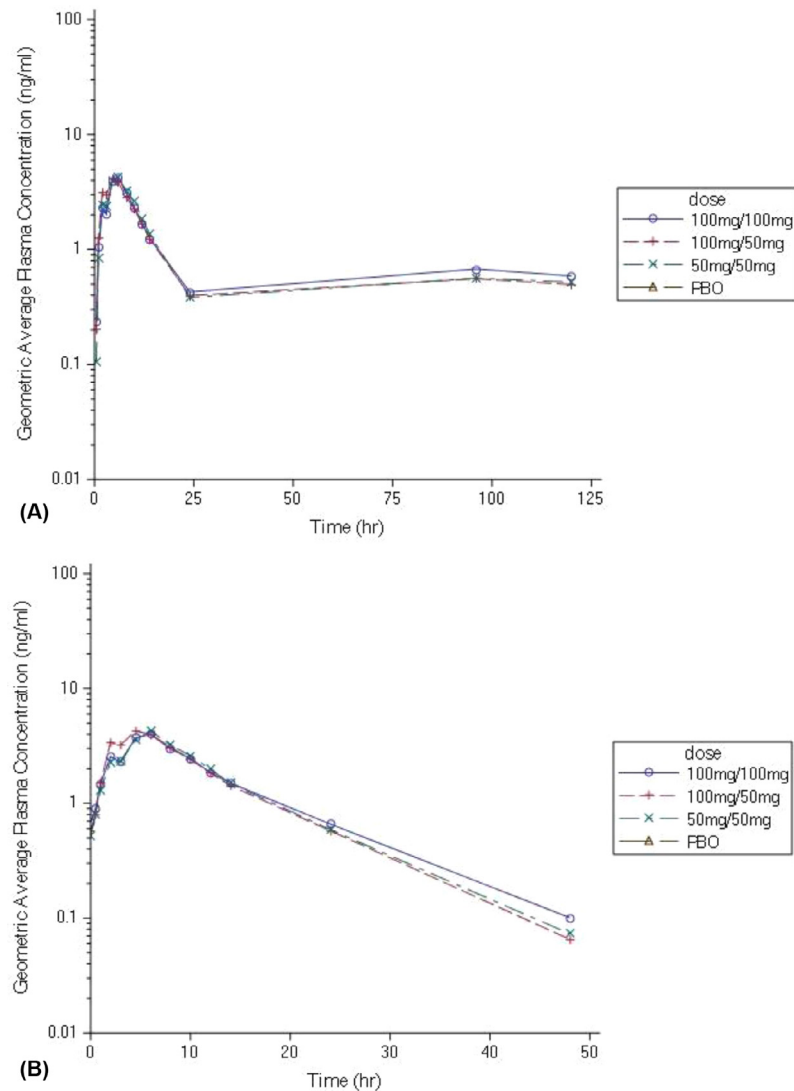 100
10
1
0.1
0.01
Geometric Average Plasma Concentration (ng/ml)
0 25 50 75 100 125
Time (hr)
(A)
dose
100mg/100mg
100mg/50mg
50mg/50mg
PBO
100
10
1
0.1
0.01
Geometric Average Plasma Concentration (ng/ml)
0 10 20 30 40 50
Time (hr)
(B)
dose
100mg/100mg
100mg/50mg
50mg/50mg
PBO